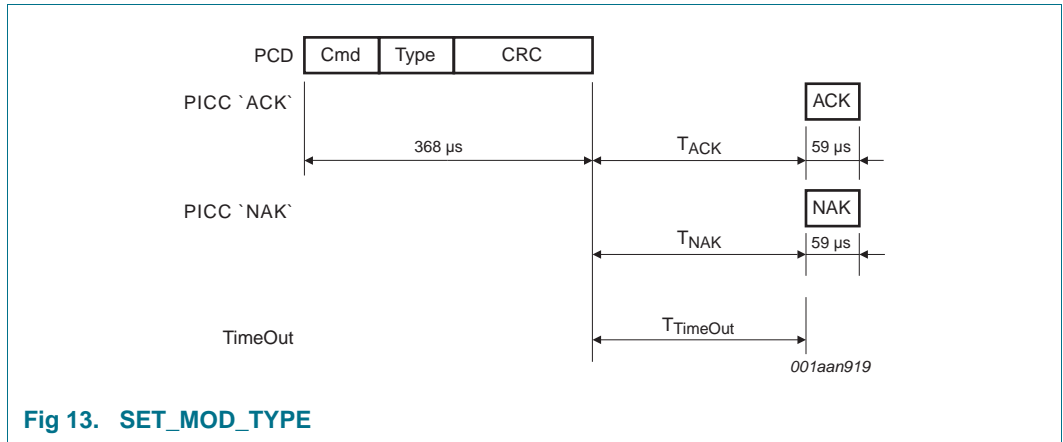 PCD Cmd Type CRC
PICC `ACK` ACK
368 µs TACK 59 µs
PICC `NAK` NAK
TNAK 59 µs
TimeOut TTimeOut
001aan919
Fig 13. SET_MOD_TYPE